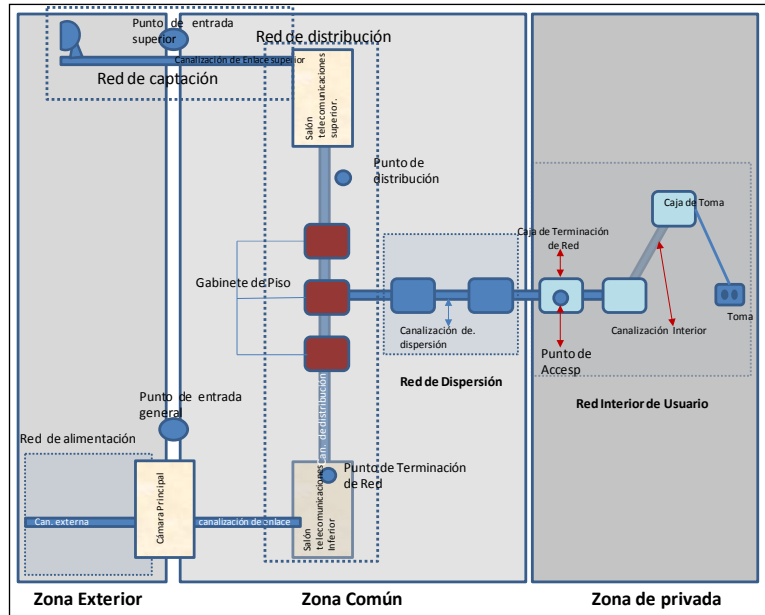 Punto de entrada
superior
Red de distribución
Canalización de Enlace superior
Red de captación
Salón
telecomunicaciones
superior.
Punto de
distribución
Caja de Toma
Caja de Terminación
de Red
Gabinete de Piso
Canalización de.
dispersión
Canalización Interior
Toma
Punto de
Accesp
Red de Dispersión
Red Interior de Usuario
Punto de entrada
general
Can. de distribución
Red de alimentación
Punto de Terminación
de Red
Can. externa
Cámara Principal
canalización de enlace
Salón
telecomunicaciones
Inferior
Zona Exterior
Zona Común
Zona de privada